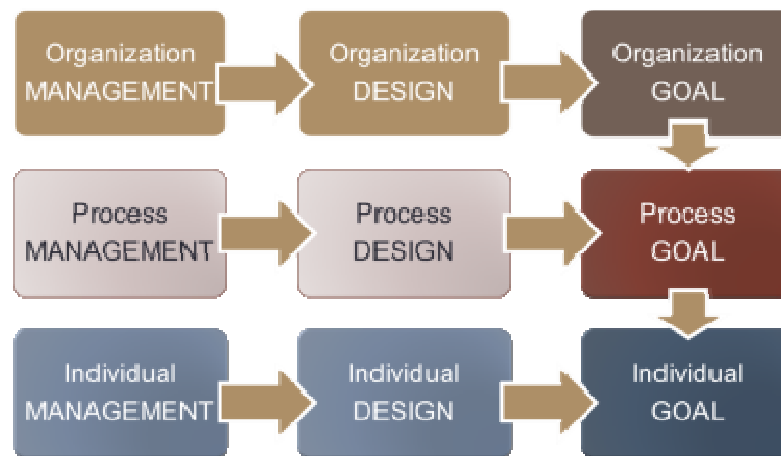 Organization
MANAGEMENT
Organization
DESIGN
Organization
GOAL
Process
MANAGEMENT
Process
DESIGN
Process
GOAL
Individual
MANAGEMENT
Individual
DESIGN
Individual
GOAL